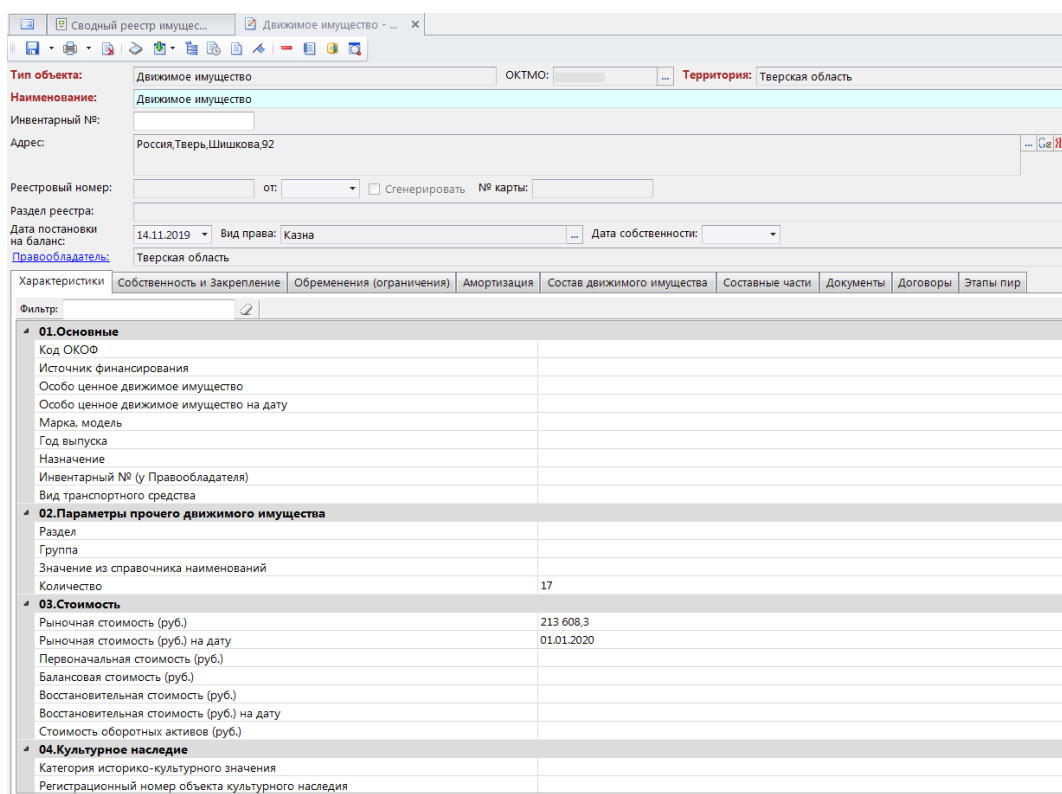 Сводный реестр имущес... Движимое имущество - ...
Тип объекта: Движимое имущество ОКТМО: ... Территория: Тверская область
Наименование: Движимое имущество
Инвентарный №:
Адрес: Россия,Тверь,Шишкова,92 ...
Реестровый номер: от: Сгенерировать № карты:
Раздел реестра:
Дата постановки
на баланс: 14.11.2019 Вид права: Казна ... Дата собственности:
Правообладатель: Тверская область
Характеристики Собственность и Закрепление Обременения (ограничения) Амортизация Состав движимого имущества Составные части Документы Договоры Этапы пир
Фильтр:
01.Основные
Код ОКОФ
Источник финансирования
Особо ценное движимое имущество
Особо ценное движимое имущество на дату
Марка, модель
Год выпуска
Назначение
Инвентарный № (у Правообладателя)
Вид транспортного средства
02.Параметры прочего движимого имущества
Раздел
Группа
Значение из справочника наименований
Количество 17
03.Стоимость
Рыночная стоимость (руб.) 213 608,3
Рыночная стоимость (руб.) на дату 01.01.2020
Первоначальная стоимость (руб.)
Балансовая стоимость (руб.)
Восстановительная стоимость (руб.)
Восстановительная стоимость (руб.) на дату
Стоимость оборотных активов (руб.)
04.Культурное наследие
Категория историко-культурного значения
Регистрационный номер объекта культурного наследия